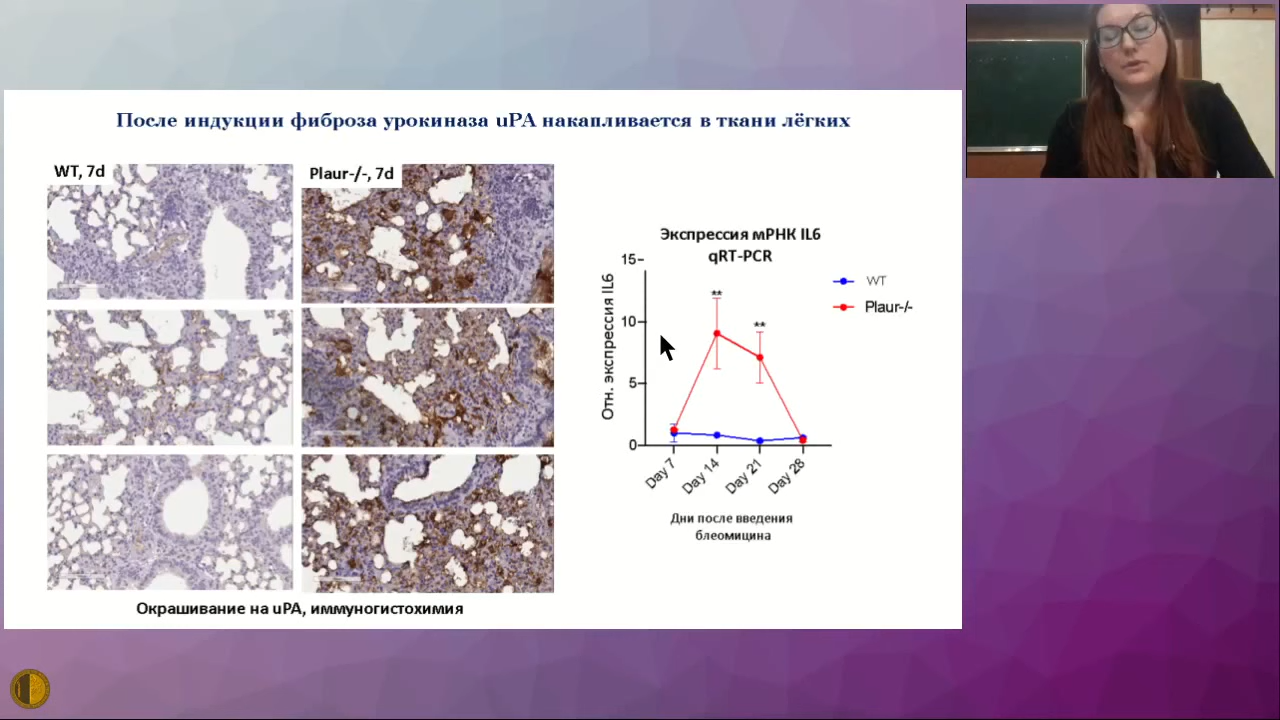 После индукции фиброза урокиназа uPA накапливается в ткани лёгких
WT, 7d
Plaur-/-, 7d
Окрашивание на uPA, иммуногистохимия
Экспрессия мРНК IL6
qRT-PCR
Отн. экспрессия IL6
15
10
5
0
**
**
WT
Plaur-/-
Day 7
Day 14
Day 21
Day 28
Дни после введения
блеомицина